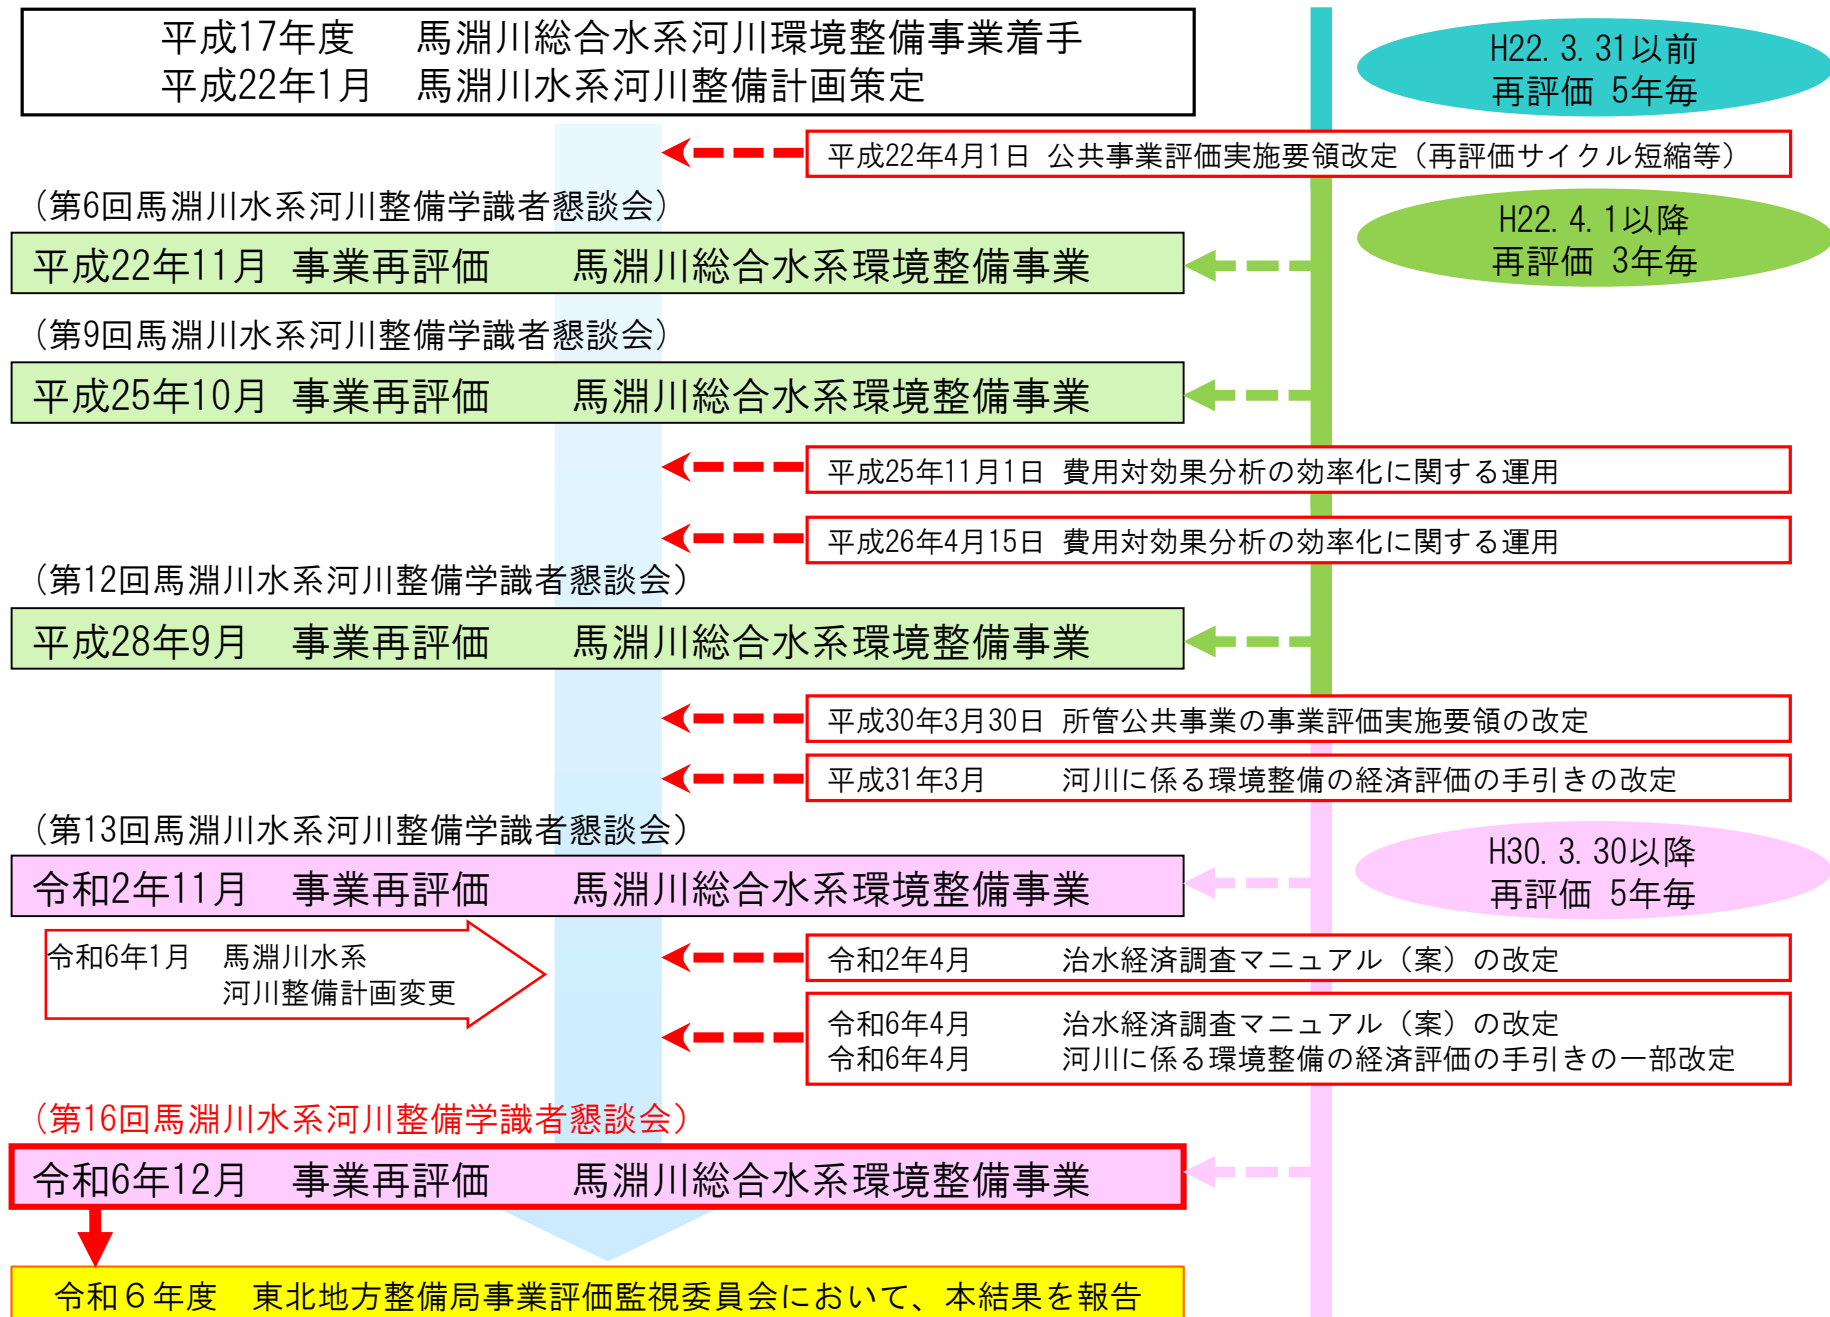 平成17年度　馬淵川総合水系河川環境整備事業着手
平成22年1月　馬淵川水系河川整備計画策定
H22.3.31以前
再評価 5年毎
平成22年4月1日 公共事業評価実施要領改定（再評価サイクル短縮等）
（第6回馬淵川水系河川整備学識者懇談会）
H22.4.1以降
再評価 3年毎
平成22年11月 事業再評価　馬淵川総合水系環境整備事業
（第9回馬淵川水系河川整備学識者懇談会）
平成25年10月 事業再評価　馬淵川総合水系環境整備事業
平成25年11月1日 費用対効果分析の効率化に関する運用
平成26年4月15日 費用対効果分析の効率化に関する運用
（第12回馬淵川水系河川整備学識者懇談会）
平成28年9月　事業再評価　馬淵川総合水系環境整備事業
平成30年3月30日 所管公共事業の事業評価実施要領の改定
平成31年3月　河川に係る環境整備の経済評価の手引きの改定
（第13回馬淵川水系河川整備学識者懇談会）
H30.3.30以降
再評価 5年毎
令和2年11月　事業再評価　馬淵川総合水系環境整備事業
令和6年1月　馬淵川水系
河川整備計画変更
令和2年4月　治水経済調査マニュアル（案）の改定
令和6年4月　治水経済調査マニュアル（案）の改定
令和6年4月　河川に係る環境整備の経済評価の手引きの一部改定
（第16回馬淵川水系河川整備学識者懇談会）
令和6年12月　事業再評価　馬淵川総合水系環境整備事業
令和６年度　東北地方整備局事業評価監視委員会において、本結果を報告